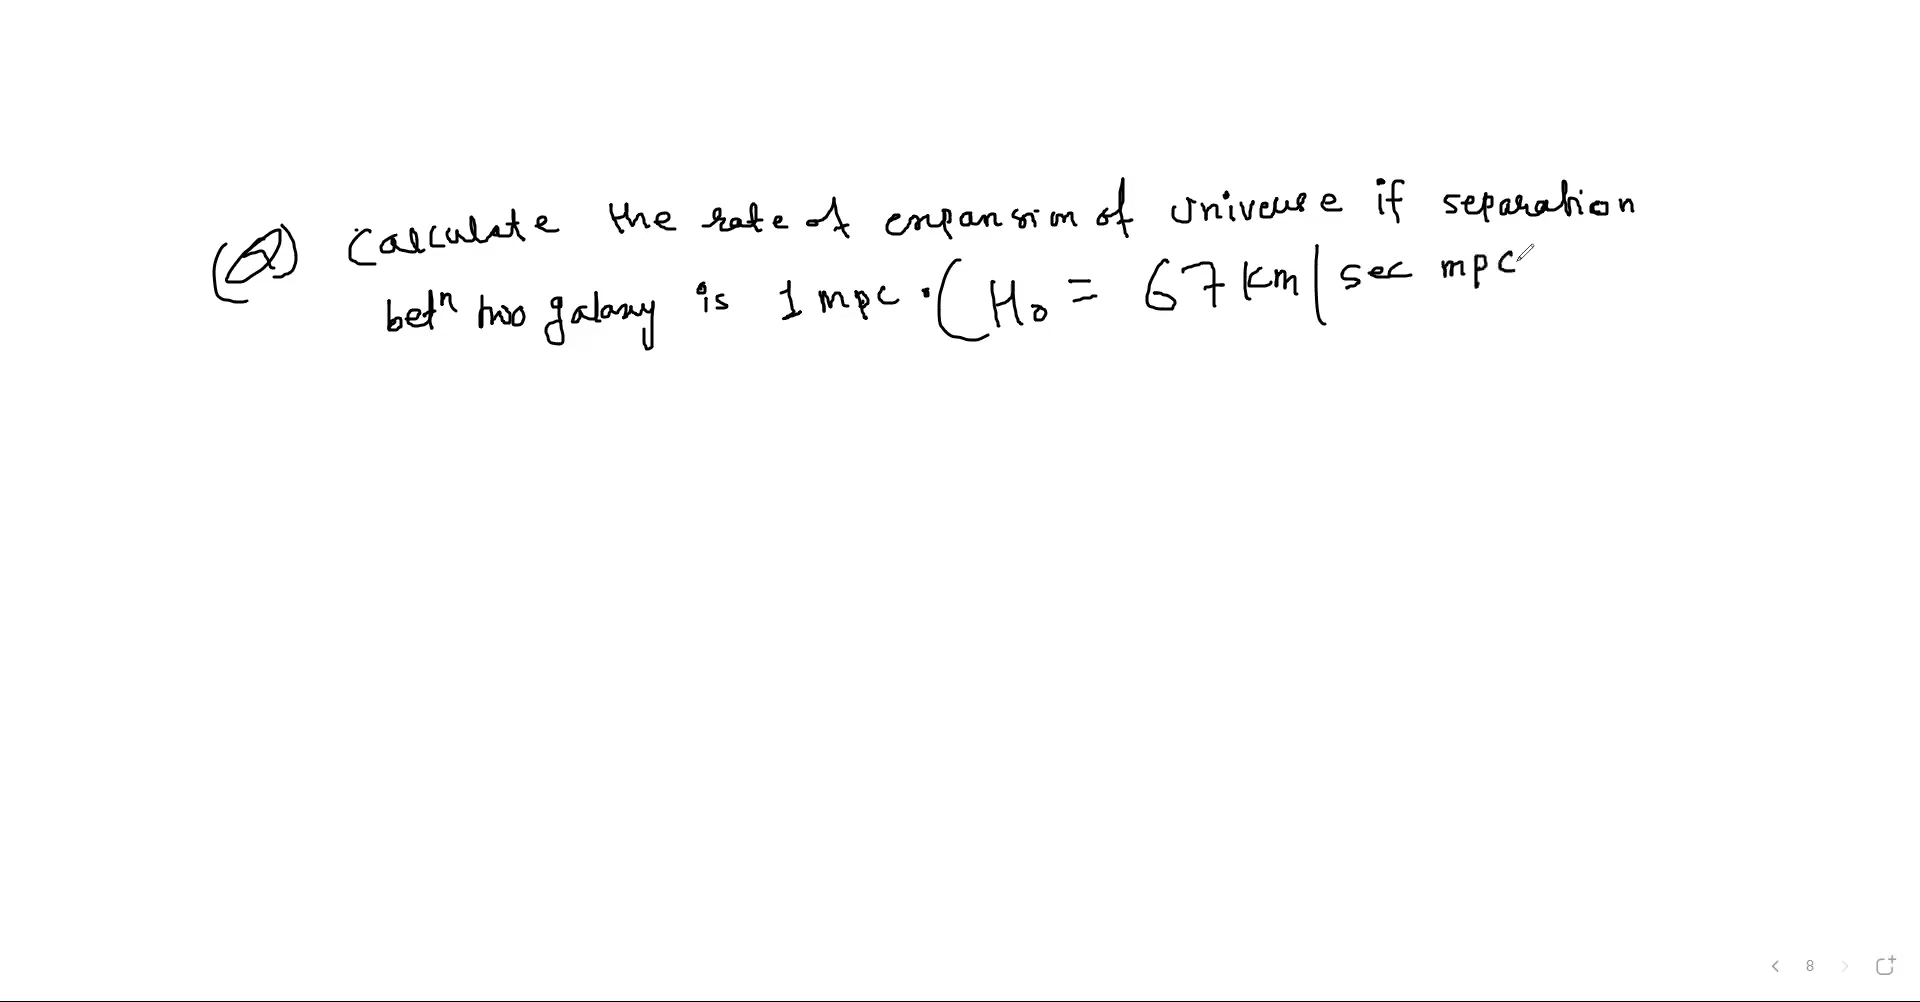 (Q) Calculate the rate of expansion of universe if separation
betn two galaxy is 1 mpc . ( H0 = 67 km / sec mpc
8